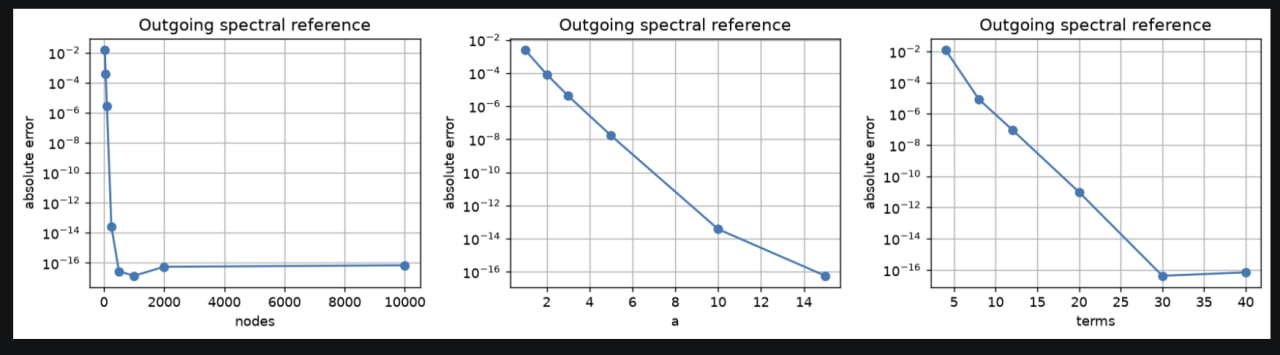 Outgoing spectral reference
absolute error
10⁻²
10⁻⁴
10⁻⁶
10⁻⁸
10⁻¹⁰
10⁻¹²
10⁻¹⁴
10⁻¹⁶
0 2000 4000 6000 8000 10000
nodes
Outgoing spectral reference
absolute error
10⁻²
10⁻⁴
10⁻⁶
10⁻⁸
10⁻¹⁰
10⁻¹²
10⁻¹⁴
10⁻¹⁶
2 4 6 8 10 12 14
a
Outgoing spectral reference
absolute error
10⁻²
10⁻⁴
10⁻⁶
10⁻⁸
10⁻¹⁰
10⁻¹²
10⁻¹⁴
10⁻¹⁶
5 10 15 20 25 30 35 40
terms